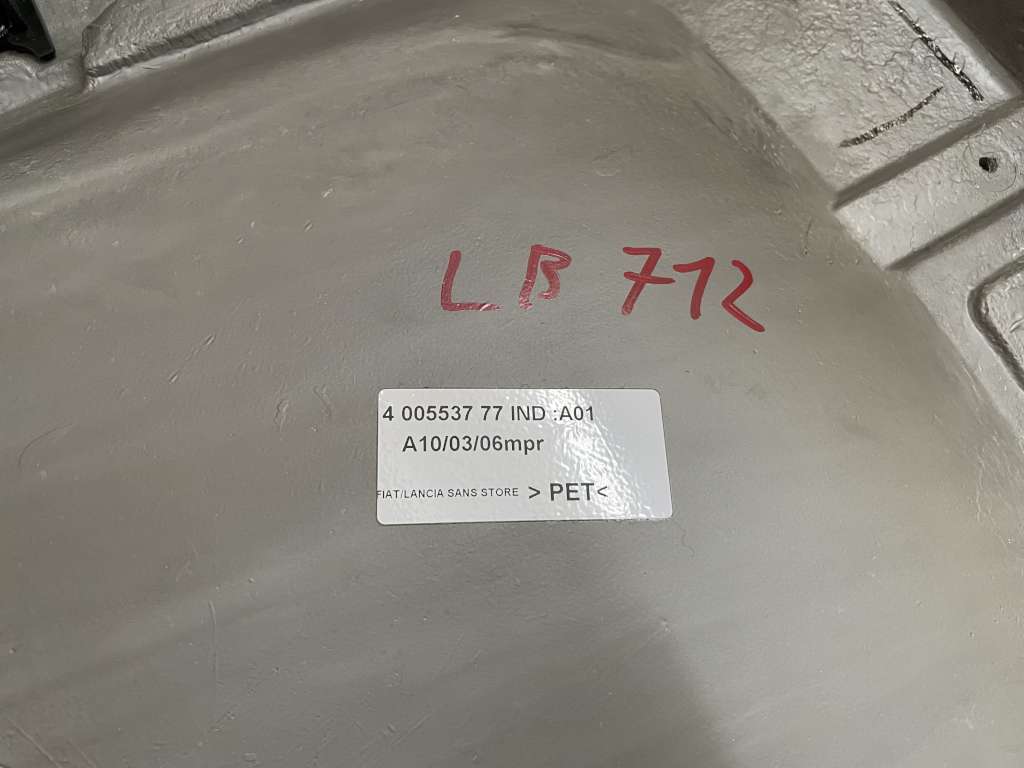 LB 712
4 005537 77 IND :A01
A10/03/06mpr
FIAT/LANCIA SANS STORE > PET<